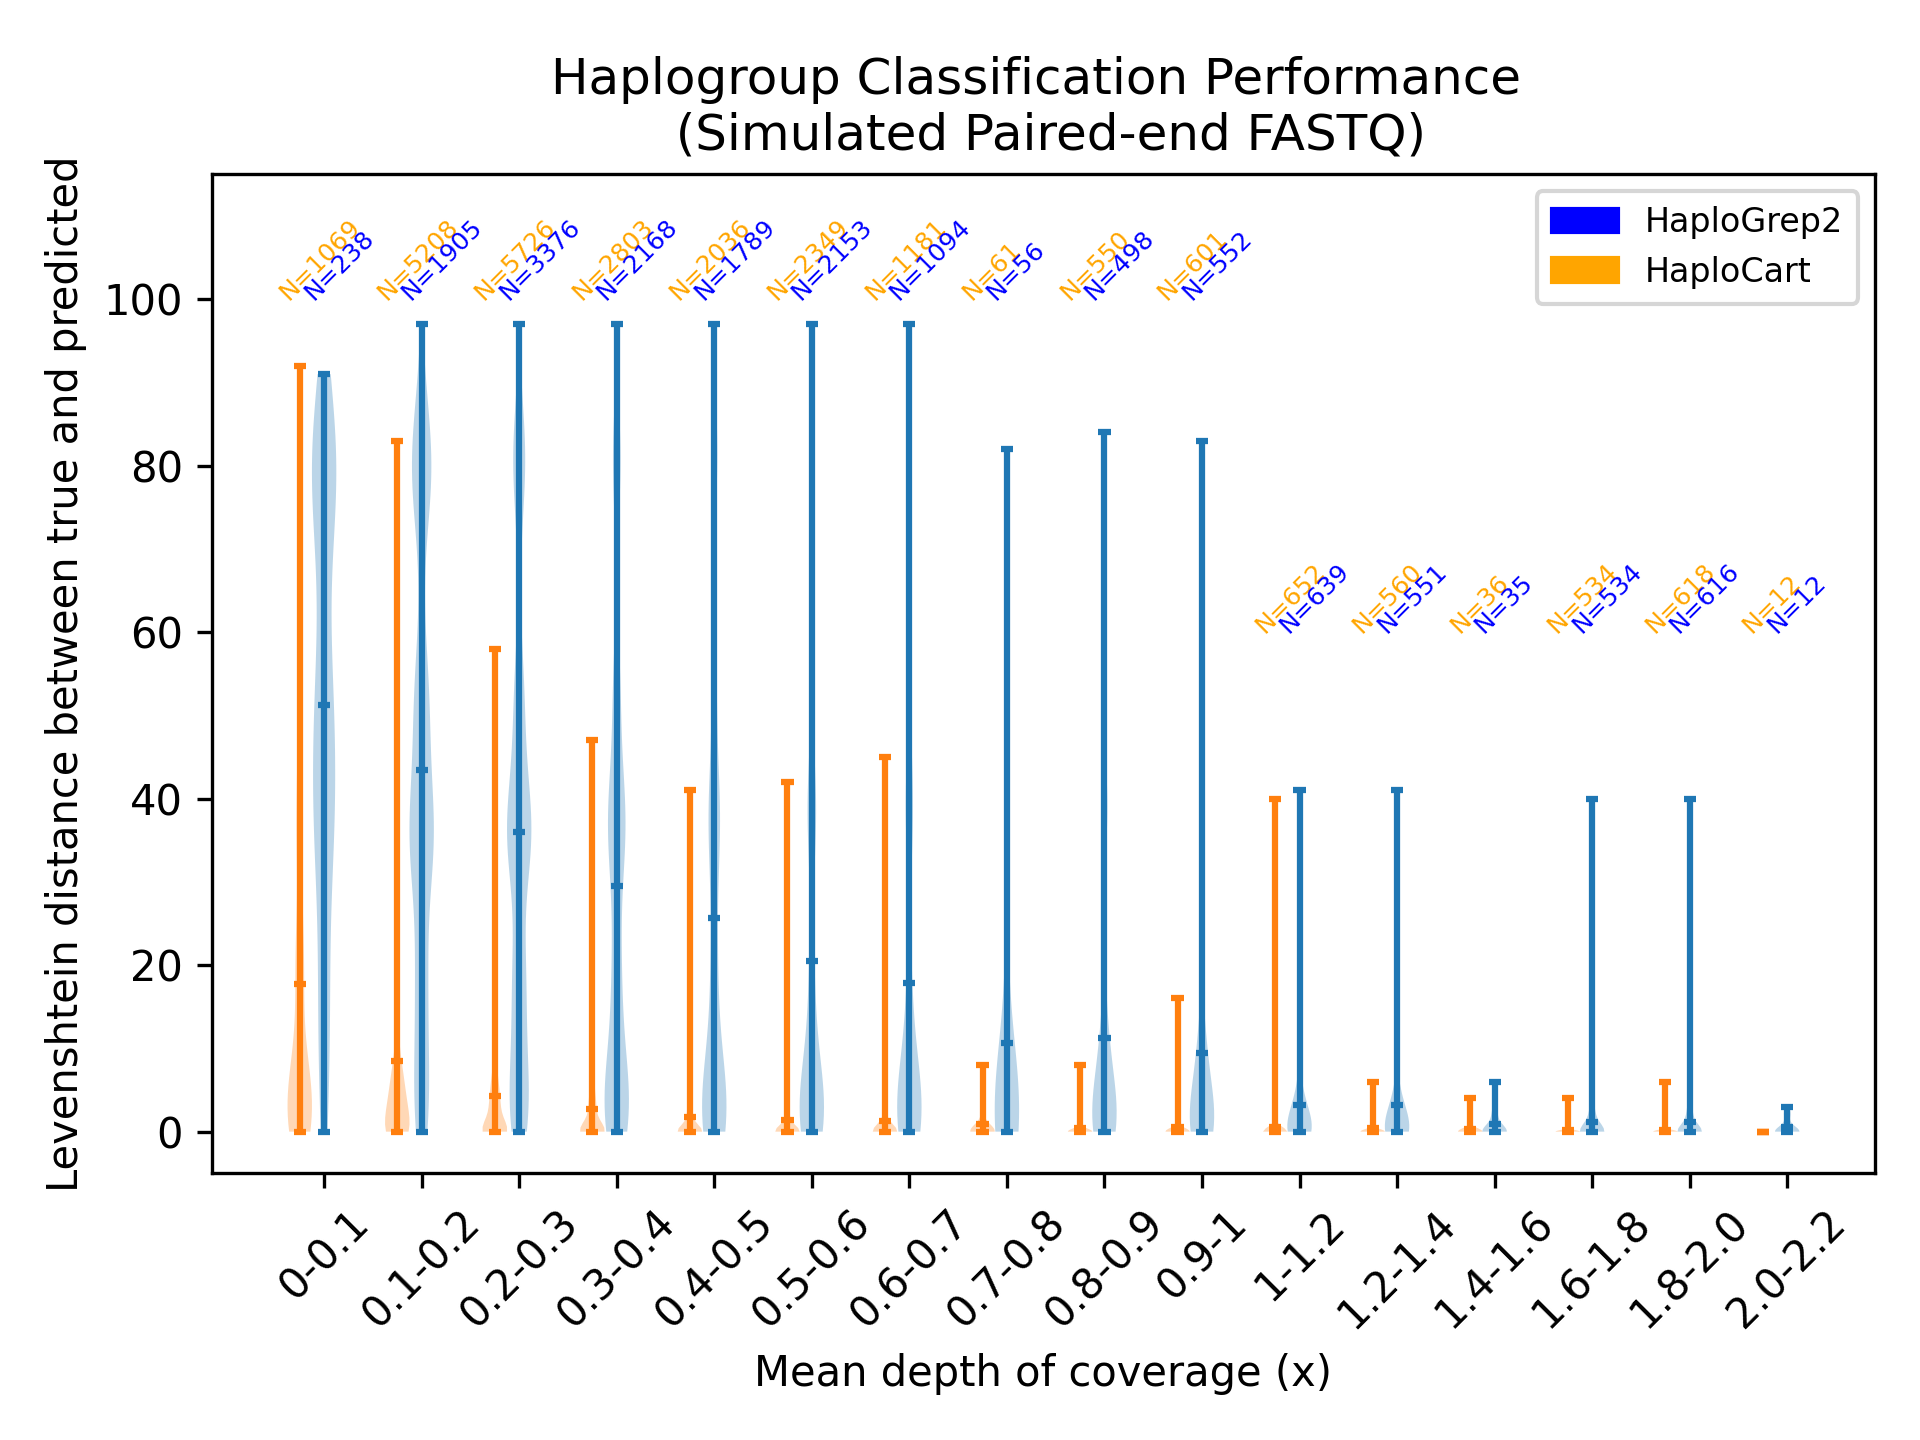 Haplogroup Classification Performance
(Simulated Paired-end FASTQ)
HaploGrep2
HaploCart
Levenshtein distance between true and predicted
100
80
60
40
20
0
N=1069
N=238
N=5208
N=1905
N=5726
N=3376
N=2803
N=2168
N=2036
N=1789
N=2349
N=2153
N=1181
N=1094
N=61
N=56
N=550
N=498
N=601
N=552
N=652
N=639
N=560
N=551
N=36
N=35
N=534
N=534
N=618
N=616
N=12
N=12
0-0.1
0.1-0.2
0.2-0.3
0.3-0.4
0.4-0.5
0.5-0.6
0.6-0.7
0.7-0.8
0.8-0.9
0.9-1
1-1.2
1.2-1.4
1.4-1.6
1.6-1.8
1.8-2.0
2.0-2.2
Mean depth of coverage (x)